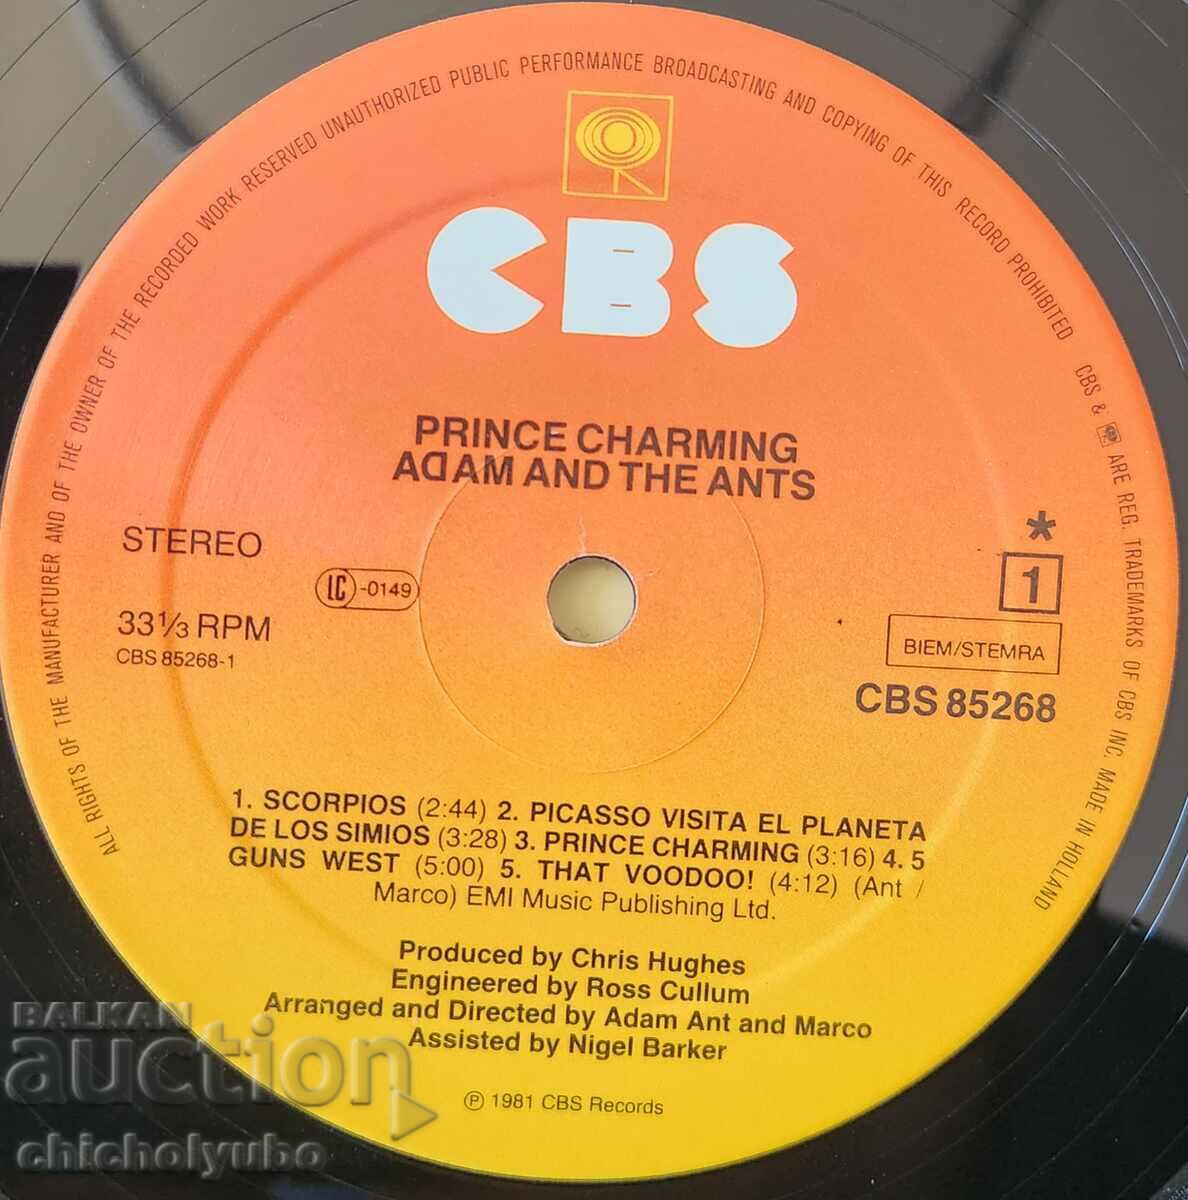 ALL RIGHTS OF THE MANUFACTURER AND OF THE OWNER OF THE RECORDED WORK RESERVED UNAUTHORIZED PUBLIC PERFORMANCE BROADCASTING AND COPYING OF THIS RECORD PROHIBITED
CBS & ARE REG. TRADEMARKS OF CBS INC. MADE IN HOLLAND
CBS
PRINCE CHARMING
ADAM AND THE ANTS
STEREO
LC-0149
33⅓ RPM
CBS 85268-1
*
1
BIEM/STEMRA
CBS 85268
1. SCORPIOS (2:44) 2. PICASSO VISITA EL PLANETA
DE LOS SIMIOS (3:28) 3. PRINCE CHARMING (3:16) 4. 5
GUNS WEST (5:00) 5. THAT VOODOO! (4:12) (Ant /
Marco) EMI Music Publishing Ltd.
Produced by Chris Hughes
Engineered by Ross Cullum
Arranged and Directed by Adam Ant and Marco
Assisted by Nigel Barker
℗ 1981 CBS Records
BALKAN
auction
chicholyubo